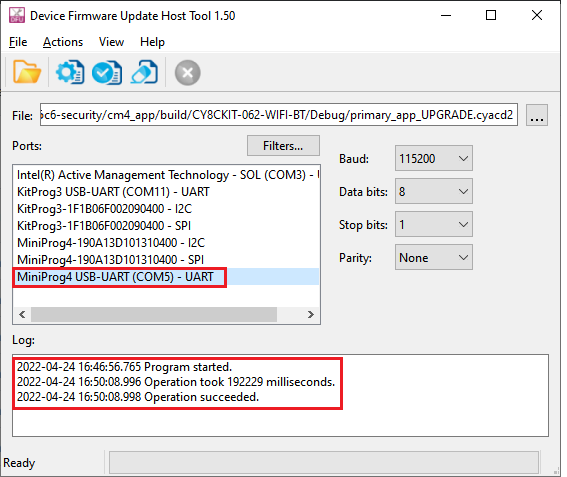 DFU
Device Firmware Update Host Tool 1.50
File Actions View Help
File: 6c6-security/cm4_app/build/CY8CKIT-062-WIFI-BT/Debug/primary_app_UPGRADE.cyacd2 ...
Ports: Filters...
Intel(R) Active Management Technology - SOL (COM3) -
KitProg3 USB-UART (COM11) - UART
KitProg3-1F1B06F002090400 - I2C
KitProg3-1F1B06F002090400 - SPI
MiniProg4-190A13D101310400 - I2C
MiniProg4-190A13D101310400 - SPI
MiniProg4 USB-UART (COM5) - UART
Baud: 115200
Data bits: 8
Stop bits: 1
Parity: None
Log:
2022-04-24 16:46:56.765 Program started.
2022-04-24 16:50:08.996 Operation took 192229 milliseconds.
2022-04-24 16:50:08.998 Operation succeeded.
Ready